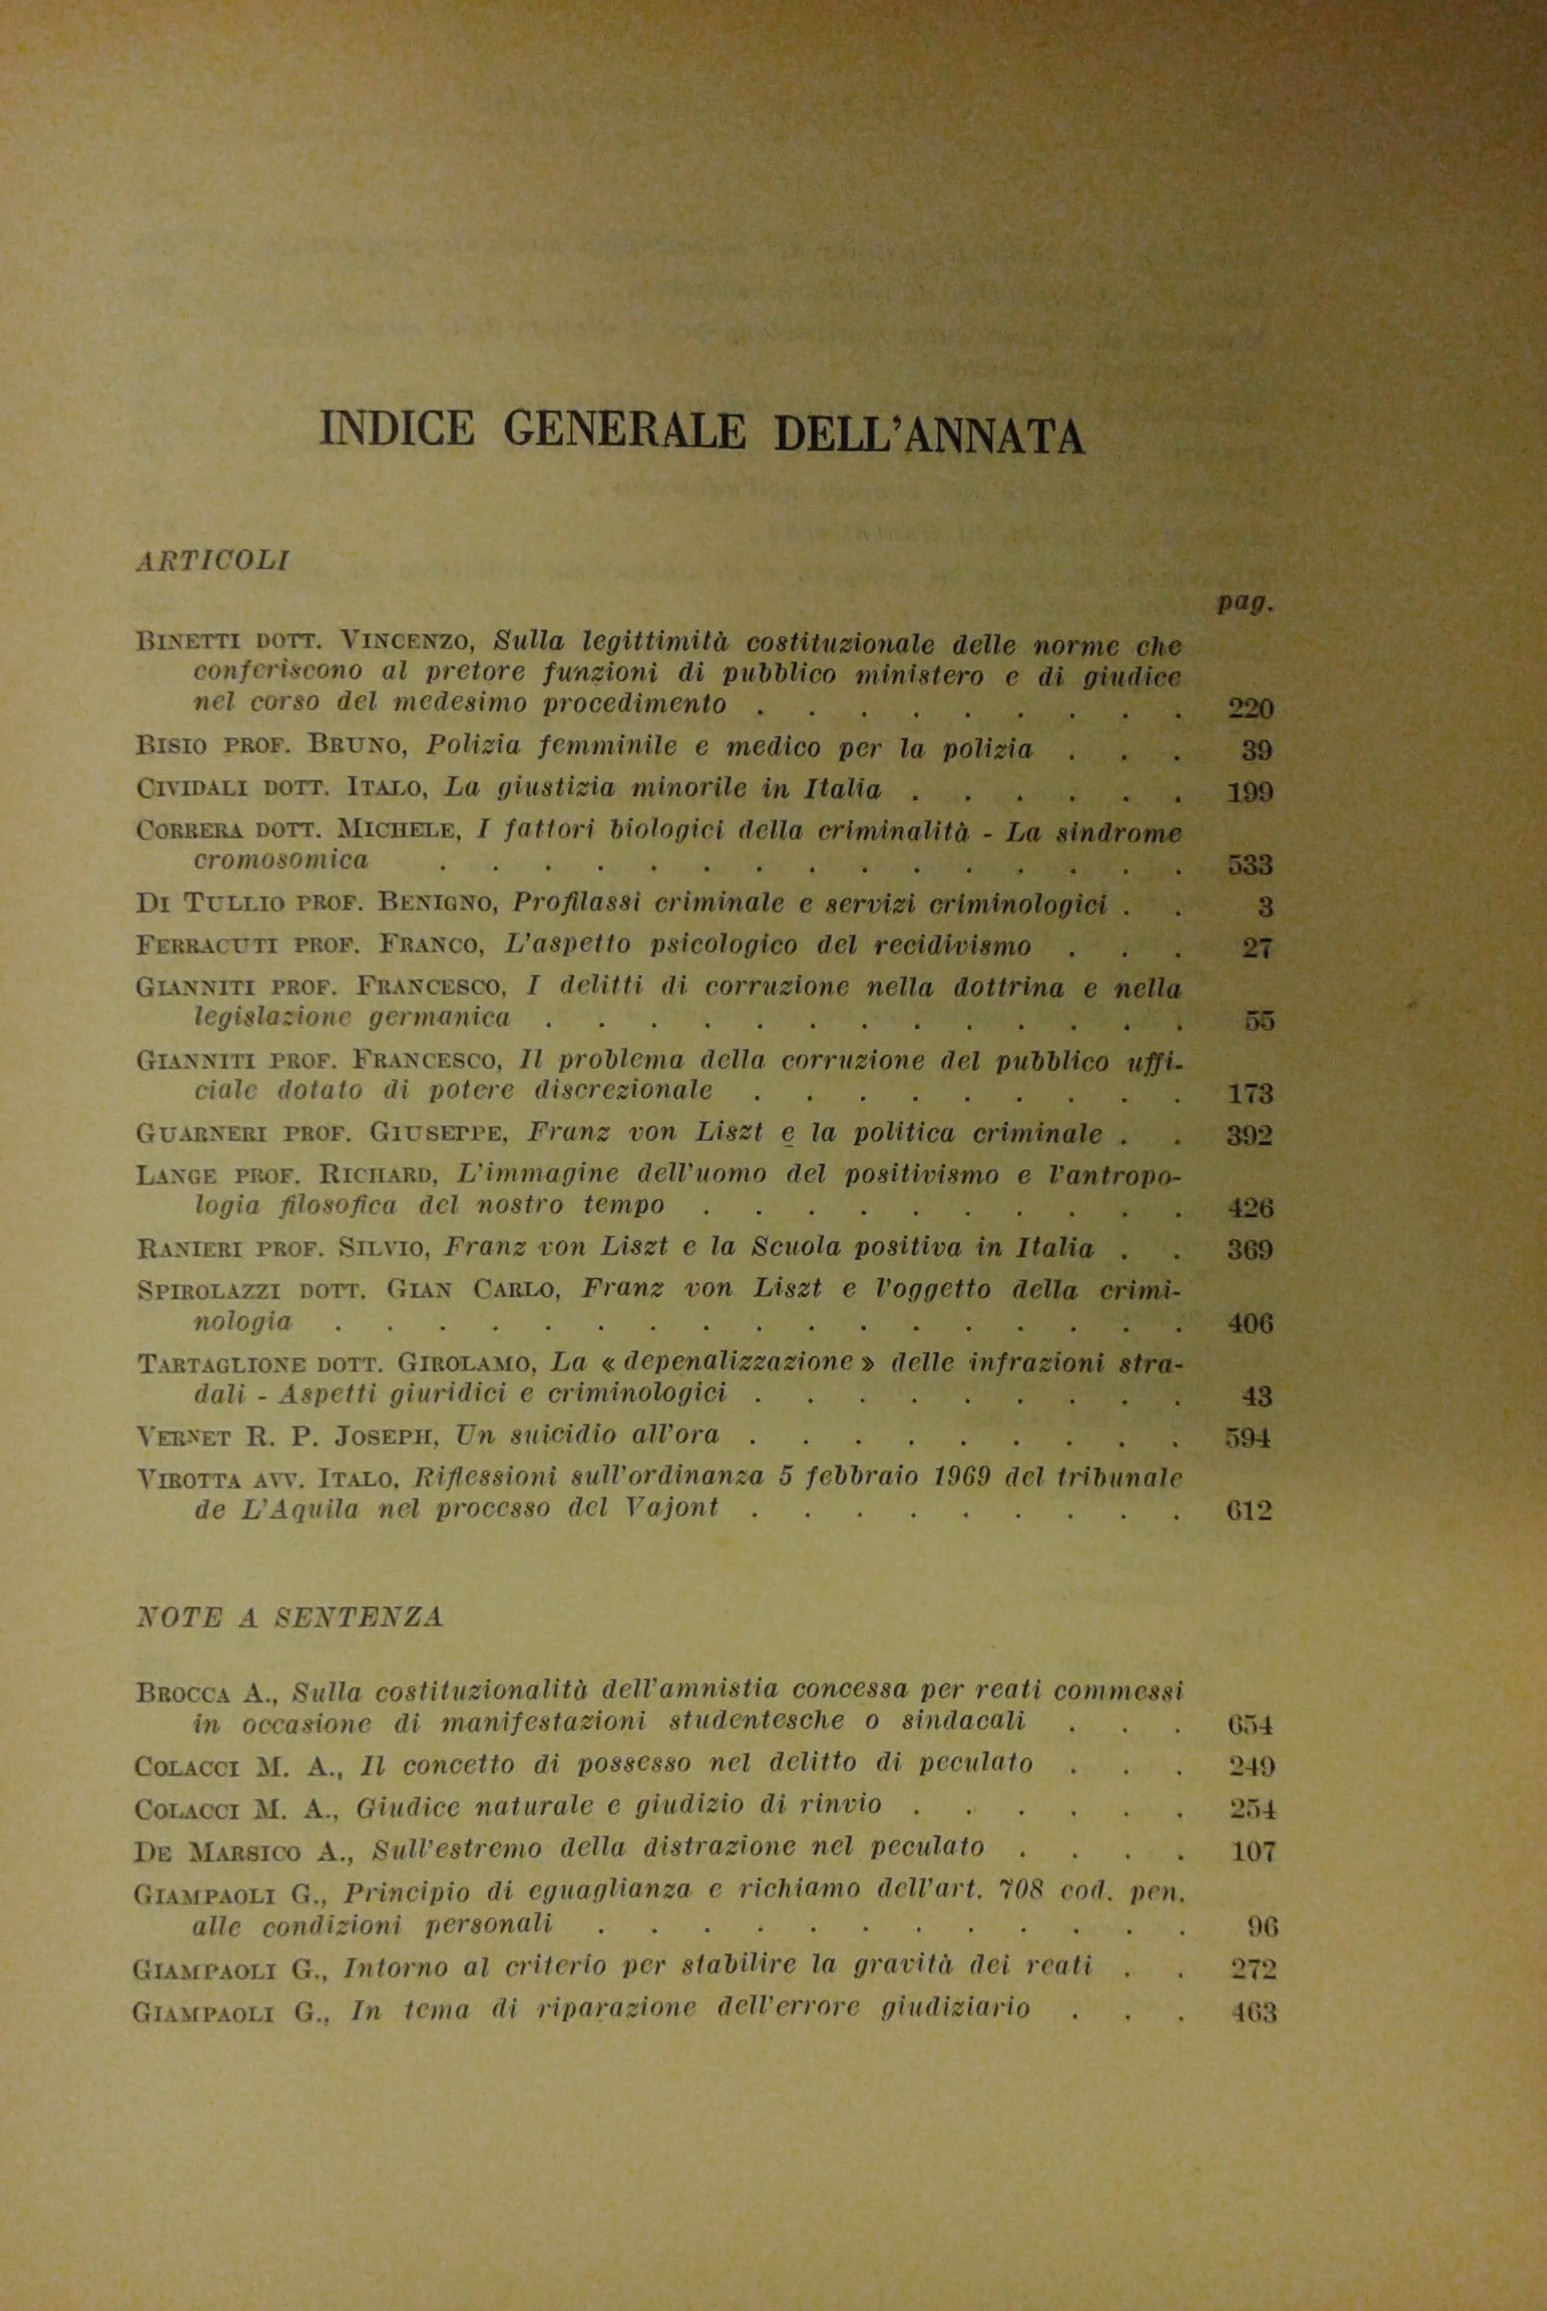 INDICE GENERALE DELL'ANNATA
ARTICOLI
pag.
BINETTI DOTT. VINCENZO, Sulla legittimità costituzionale delle norme che
conferiscono al pretore funzioni di pubblico ministero e di giudice
nel corso del medesimo procedimento . . . . . . . . . 220
BISIO PROF. BRUNO, Polizia femminile e medico per la polizia . . . 39
CIVIDALI DOTT. ITALO, La giustizia minorile in Italia . . . . . . 199
CORRERA DOTT. MICHELE, I fattori biologici della criminalità - La sindrome
cromosomica . . . . . . . . . . . . . . . 533
DI TULLIO PROF. BENIGNO, Profilassi criminale e servizi criminologici . . 3
FERRACUTI PROF. FRANCO, L'aspetto psicologico del recidivismo . . . 27
GIANNITI PROF. FRANCESCO, I delitti di corruzione nella dottrina e nella
legislazione germanica . . . . . . . . . . . . . 55
GIANNITI PROF. FRANCESCO, Il problema della corruzione del pubblico uffi-
ciale dotato di potere discrezionale . . . . . . . . . 173
GUARNERI PROF. GIUSEPPE, Franz von Liszt e la politica criminale . . 392
LANGE PROF. RICHARD, L'immagine dell'uomo del positivismo e l'antropo-
logia filosofica del nostro tempo . . . . . . . . . . 426
RANIERI PROF. SILVIO, Franz von Liszt e la Scuola positiva in Italia . . 369
SPIROLAZZI DOTT. GIAN CARLO, Franz von Liszt e l'oggetto della crimi-
nologia . . . . . . . . . . . . . . . . . 406
TARTAGLIONE DOTT. GIROLAMO, La « depenalizzazione » delle infrazioni stra-
dali - Aspetti giuridici e criminologici . . . . . . . . . 43
VERNET R. P. JOSEPH, Un suicidio all'ora . . . . . . . . . 594
VIROTTA AVV. ITALO, Riflessioni sull'ordinanza 5 febbraio 1969 del tribunale
de L'Aquila nel processo del Vajont . . . . . . . . . 612
NOTE A SENTENZA
BROCCA A., Sulla costituzionalità dell'amnistia concessa per reati commessi
in occasione di manifestazioni studentesche o sindacali . . . 654
COLACCI M. A., Il concetto di possesso nel delitto di peculato . . . 249
COLACCI M. A., Giudice naturale e giudizio di rinvio . . . . . . 254
DE MARSICO A., Sull'estremo della distrazione nel peculato . . . . 107
GIAMPAOLI G., Principio di eguaglianza e richiamo dell'art. 708 cod. pen.
alle condizioni personali . . . . . . . . . . . . 96
GIAMPAOLI G., Intorno al criterio per stabilire la gravità dei reati . . 272
GIAMPAOLI G., In tema di riparazione dell'errore giudiziario . . . 463